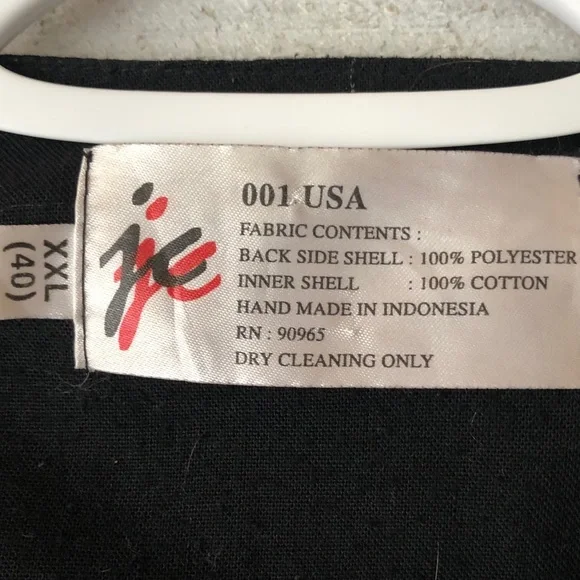 001 USA
FABRIC CONTENTS :
BACK SIDE SHELL : 100% POLYESTER
INNER SHELL : 100% COTTON
HAND MADE IN INDONESIA
RN : 90965
DRY CLEANING ONLY
XXL
(40)
jc